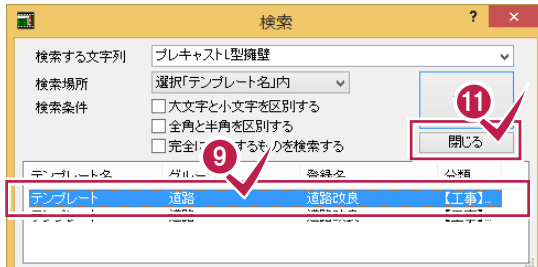 検索 ? ×
検索する文字列 プレキャストL型擁壁
検索場所 選択「テンプレート名」内
検索条件 大文字と小文字を区別する
全角と半角を区別する
完全に するものを検索する
閉じる
⑪
⑨
テンプレート名 グルー 登録名 分類
テンプレート 道路 道路改良 【工事】...